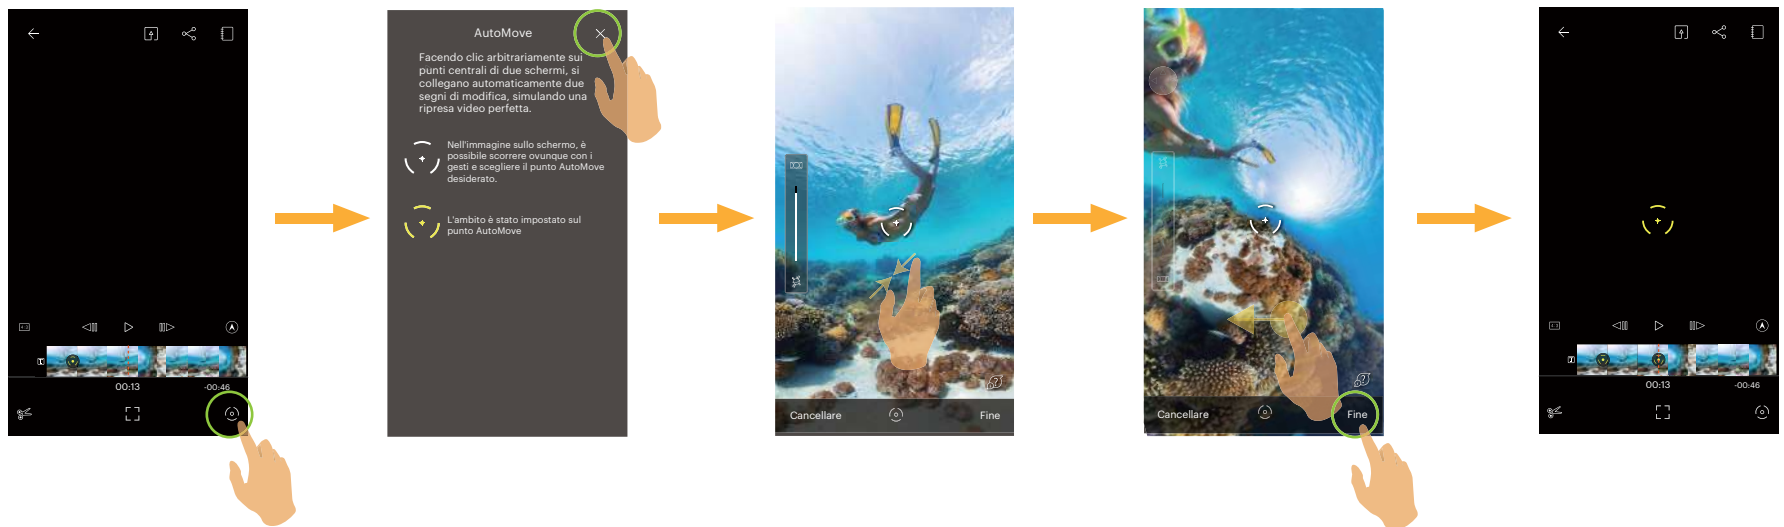 00:13
-00:46
AutoMove
Facendo clic arbitrariamente sui
punti centrali di due schermi, si
collegano automaticamente due
segni di modifica, simulando una
ripresa video perfetta.
Nell'immagine sullo schermo, è
possibile scorrere ovunque con i
gesti e scegliere il punto AutoMove
desiderato.
L'ambito è stato impostato sul
punto AutoMove
Cancellare
Fine
Cancellare
Fine
00:13
-00:46